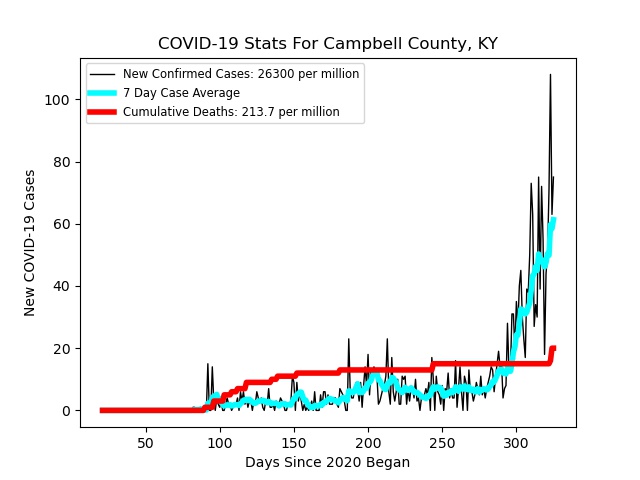 COVID-19 Stats For Campbell County, KY
New Confirmed Cases: 26300 per million
7 Day Case Average
Cumulative Deaths: 213.7 per million
New COVID-19 Cases
100
80
60
40
20
0
50
100
150
200
250
300
Days Since 2020 Began